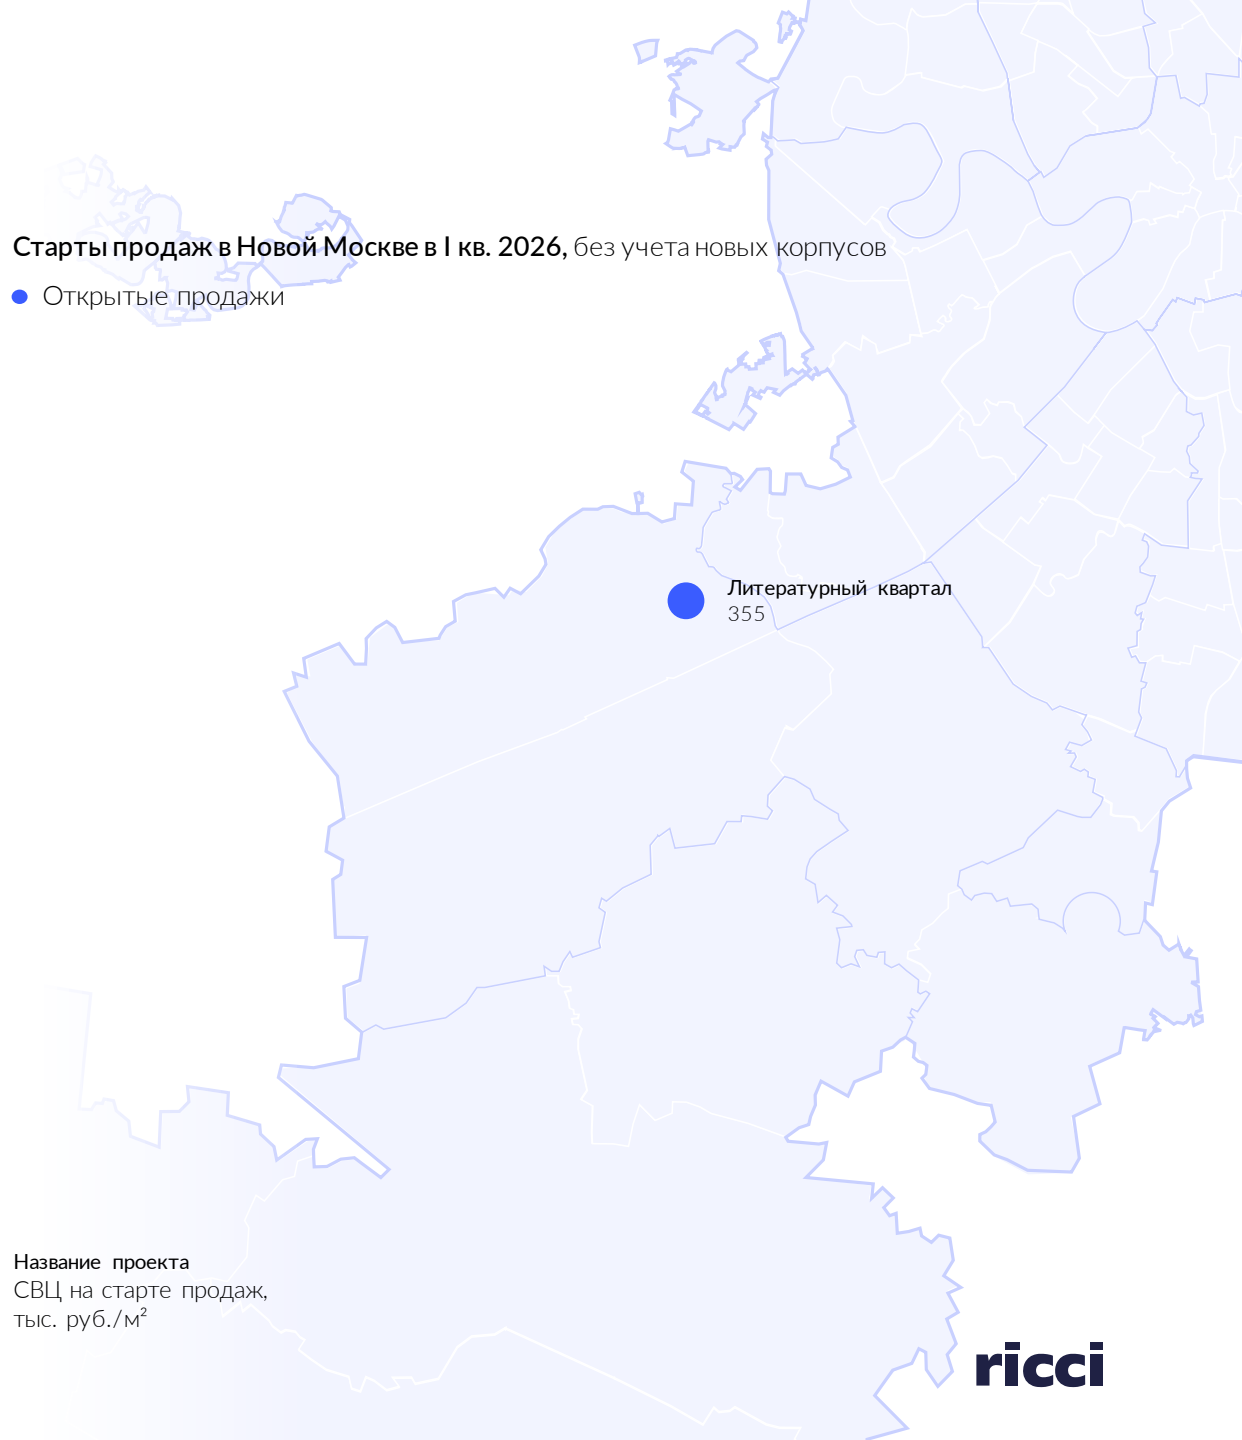 Старты продаж в Новой Москве в I кв. 2026, без учета новых корпусов
Открытые продажи
Литературный квартал
355
Название проекта
СВЦ на старте продаж,
тыс. руб./м²
ricci